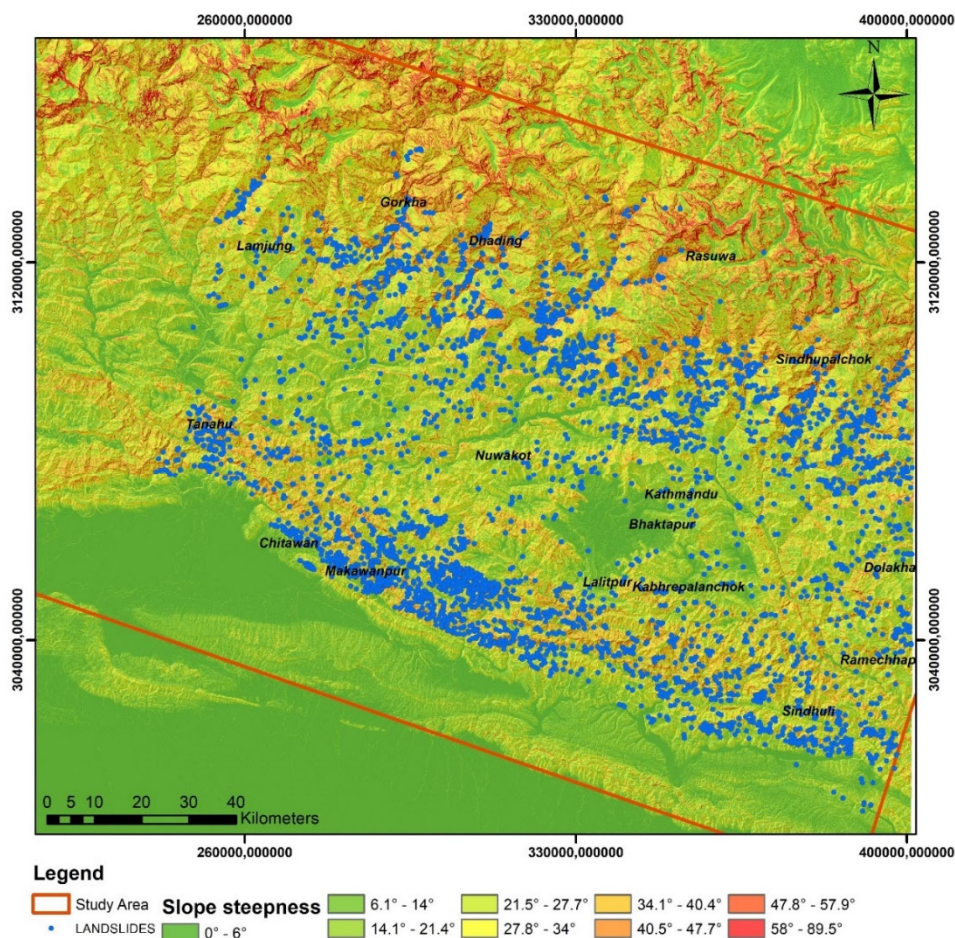 260000,000000 330000,000000 400000,000000
N
Gorkha
Dhading
Lamjung
Rasuwa
3120000,000000 3120000,000000
Sindhupalchok
Tanahu
Nuwakot
Kathmandu
Bhaktapur
Chitawan
Makawanpur
Dolakha
Lalitpur
Kabhrepalanchok
3040000,000000 3040000,000000
Ramechhap
Sindhuli
0 5 10 20 30 40
Kilometers
260000,000000 330000,000000 400000,000000
Legend
Study Area Slope steepness 6.1° - 14° 21.5° - 27.7° 34.1° - 40.4° 47.8° - 57.9°
LANDSLIDES 0° - 6° 14.1° - 21.4° 27.8° - 34° 40.5° - 47.7° 58° - 89.5°